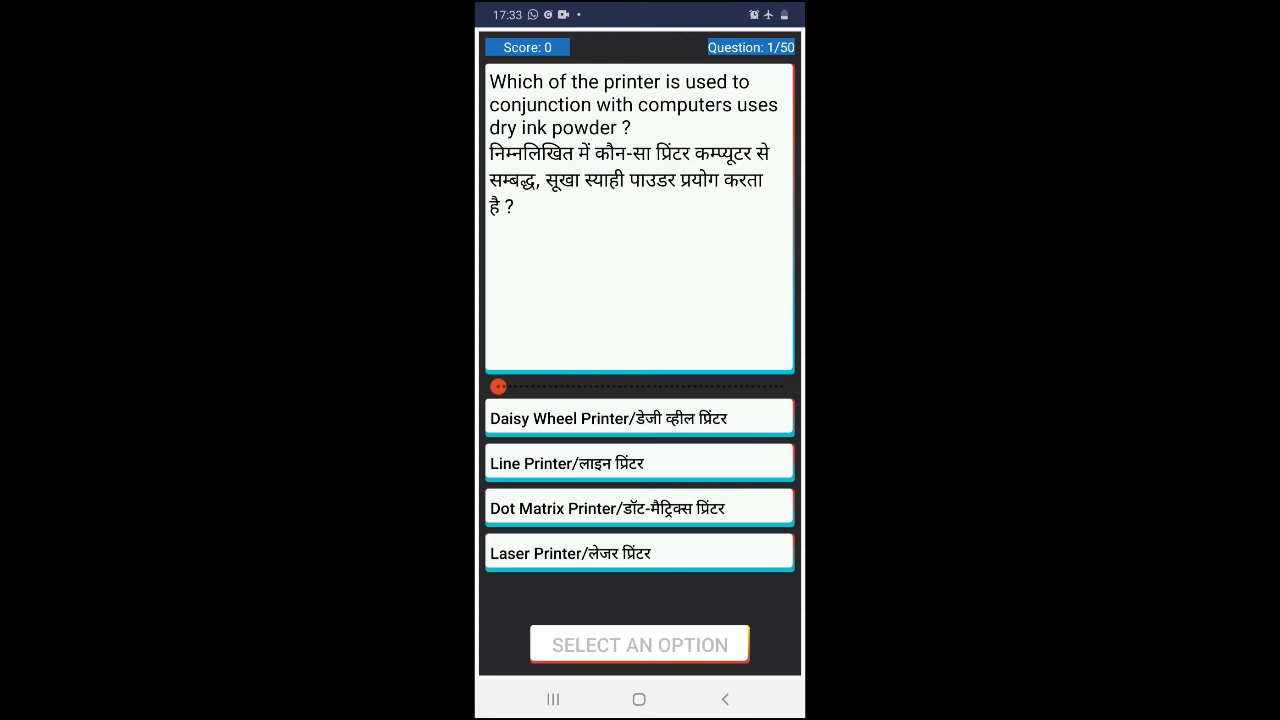 17:33
Score: 0
Question: 1/50
Which of the printer is used to
conjunction with computers uses
dry ink powder ?
निम्नलिखित में कौन-सा प्रिंटर कम्प्यूटर से
सम्बद्ध, सूखा स्याही पाउडर प्रयोग करता
है ?
Daisy Wheel Printer/डेजी व्हील प्रिंटर
Line Printer/लाइन प्रिंटर
Dot Matrix Printer/डॉट-मैट्रिक्स प्रिंटर
Laser Printer/लेजर प्रिंटर
SELECT AN OPTION